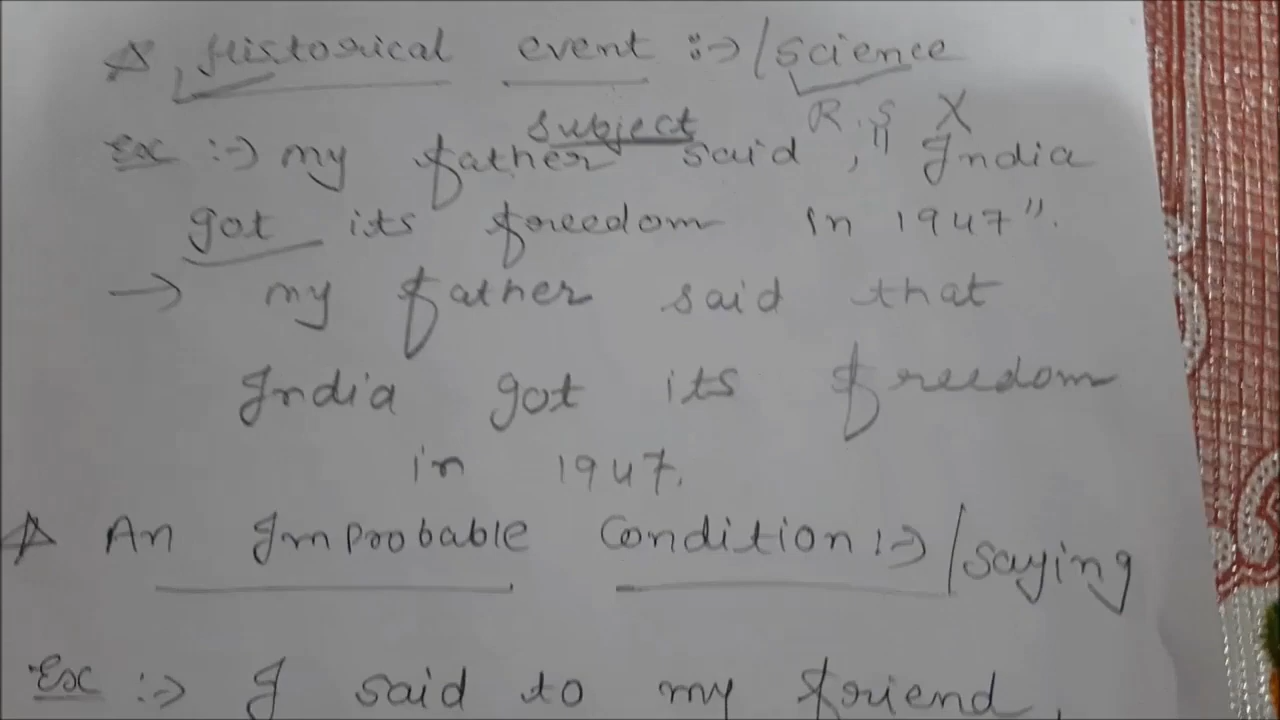 ☆ Historical event :-> /science
subject R.S X
Ex :-> my father said ," India
got its freedom in 1947".
-> my father said that
India got its freedom
in 1947.
☆ An Improbable Condition :-> /saying
Ex :-> I said to my friend,